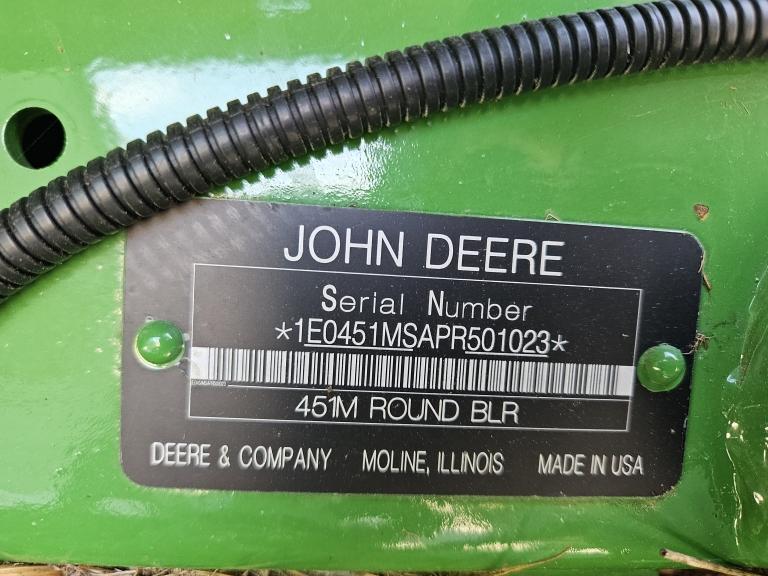 JOHN DEERE
Serial Number
*1E0451MSAPR501023*
451M ROUND BLR
DEERE & COMPANY MOLINE, ILLINOIS MADE IN USA